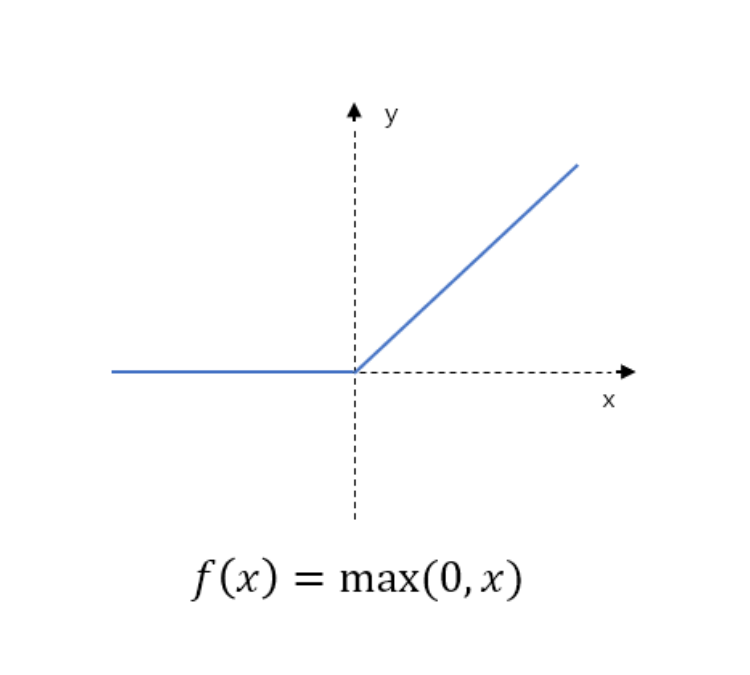 y
x
f(x) = max(0, x)